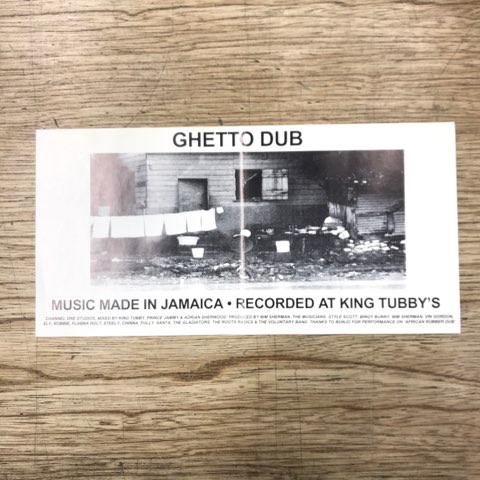 GHETTO DUB
MUSIC MADE IN JAMAICA • RECORDED AT KING TUBBY'S
CHANNEL ONE STUDIOS, MIXED BY KING TUBBY, PRINCE JAMMY & ADRIAN SHERWOOD: PRODUCED BY BIM SHERMAN, THE MUSICIANS: STYLE SCOTT, BINGY BUNNY, BIM SHERMAN, VIN GORDON,
SLY, ROBBIE, FLABBA HOLT, STEELY, CHINNA, FULLY, SANTA, THE GLADIATORS, THE ROOTS RADICS & THE VOLUNTARY BAND. THANKS TO BUNJO FOR PERFORMANCE ON 'AFRICAN RUBBER DUB'